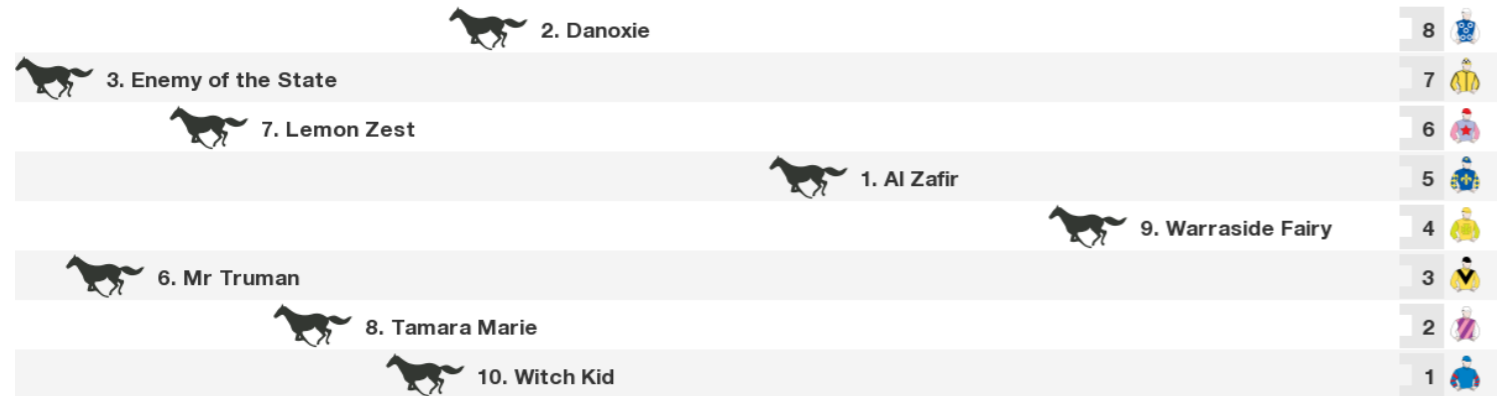 2. Danoxie 8
3. Enemy of the State 7
7. Lemon Zest 6
1. Al Zafir 5
9. Warraside Fairy 4
6. Mr Truman 3
8. Tamara Marie 2
10. Witch Kid 1